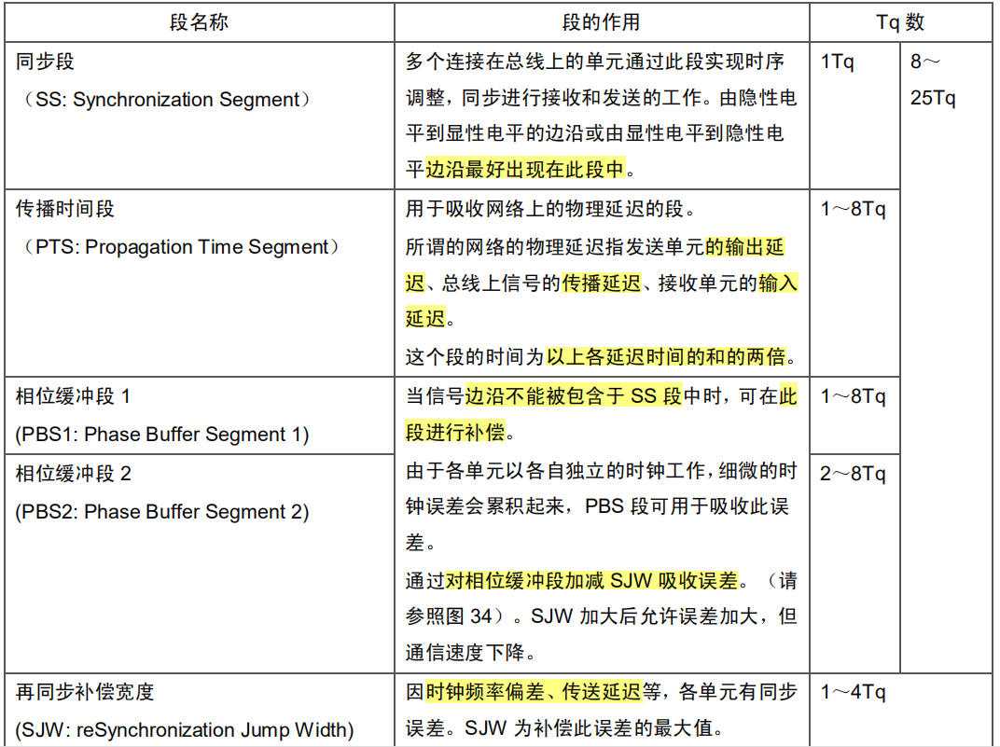 段名称
段的作用
Tq 数
同步段
（SS: Synchronization Segment）
多个连接在总线上的单元通过此段实现时序
调整，同步进行接收和发送的工作。由隐性电
平到显性电平的边沿或由显性电平到隐性电
平边沿最好出现在此段中。
1Tq
8～
25Tq
传播时间段
（PTS: Propagation Time Segment）
用于吸收网络上的物理延迟的段。
所谓的网络的物理延迟指发送单元的输出延
迟、总线上信号的传播延迟、接收单元的输入
延迟。
这个段的时间为以上各延迟时间的和的两倍。
1～8Tq
相位缓冲段 1
(PBS1: Phase Buffer Segment 1)
当信号边沿不能被包含于 SS 段中时，可在此
段进行补偿。
1～8Tq
相位缓冲段 2
(PBS2: Phase Buffer Segment 2)
由于各单元以各自独立的时钟工作，细微的时
钟误差会累积起来，PBS 段可用于吸收此误
差。
通过对相位缓冲段加减 SJW 吸收误差。（请
参照图 34）。SJW 加大后允许误差加大，但
通信速度下降。
2～8Tq
再同步补偿宽度
(SJW: reSynchronization Jump Width)
因时钟频率偏差、传送延迟等，各单元有同步
误差。SJW 为补偿此误差的最大值。
1～4Tq